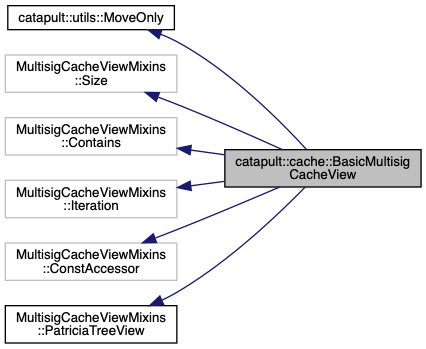 catapult::utils::MoveOnly
MultisigCacheViewMixins
::Size
MultisigCacheViewMixins
::Contains
MultisigCacheViewMixins
::Iteration
MultisigCacheViewMixins
::ConstAccessor
MultisigCacheViewMixins
::PatriciaTreeView
catapult::cache::BasicMultisig
CacheView